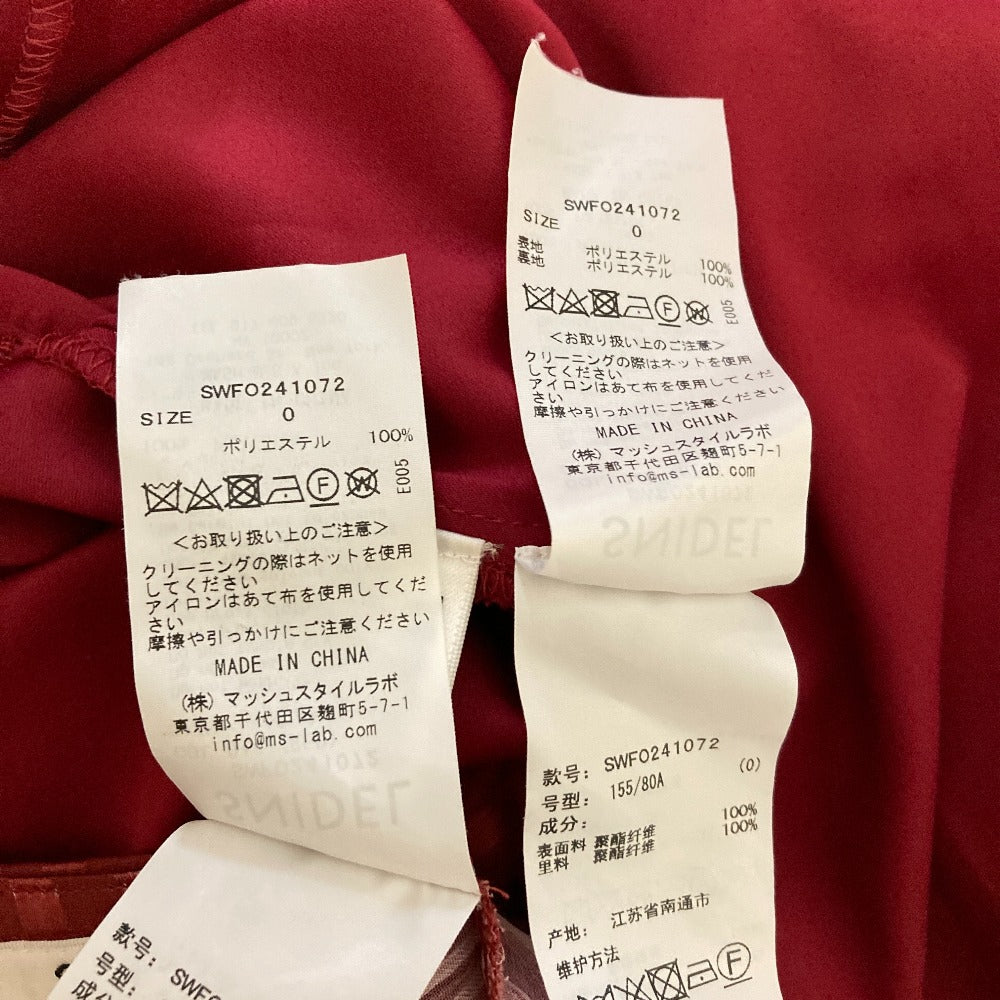 SWFO241072
SIZE 0
ポリエステル 100%
F E005
<お取り扱い上のご注意>
クリーニングの際はネットを使用
してください
アイロンはあて布を使用してくだ
さい
摩擦や引っかけにご注意ください
MADE IN CHINA
(株) マッシュスタイルラボ
東京都千代田区麹町5-7-1
info@ms-lab.com
SNIDEL
款号: SWFO
号型:
成分
SWFO241072
SIZE 0
表地 ポリエステル 100%
裏地 ポリエステル 100%
F E005
<お取り扱い上のご注意>
クリーニングの際はネットを使用
してください
アイロンはあて布を使用してくだ
さい
摩擦や引っかけにご注意ください
MADE IN CHINA
(株) マッシュスタイルラボ
東京都千代田区麹町5-7-1
info@ms-lab.com
SNIDEL
款号: SWFO241072
号型: 155/80A (0)
成分:
表面料 聚酯纤维 100%
里料 聚酯纤维 100%
产地: 江苏省南通市
维护方法
F